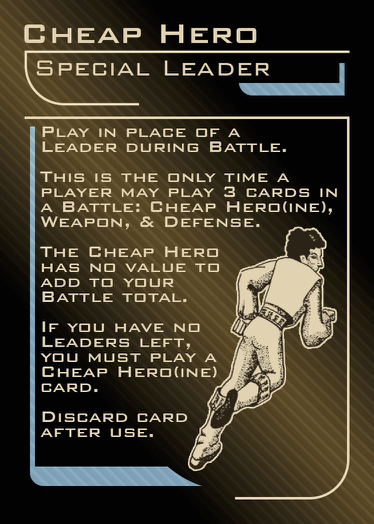 Cheap Hero
Special Leader
Play in place of a
Leader during Battle.
This is the only time a
player may play 3 cards in
a Battle: Cheap Hero(ine),
Weapon, & Defense.
The Cheap Hero
has no value to
add to your
Battle total.
If you have no
Leaders left,
you must play a
Cheap Hero(ine)
card.
Discard card
after use.